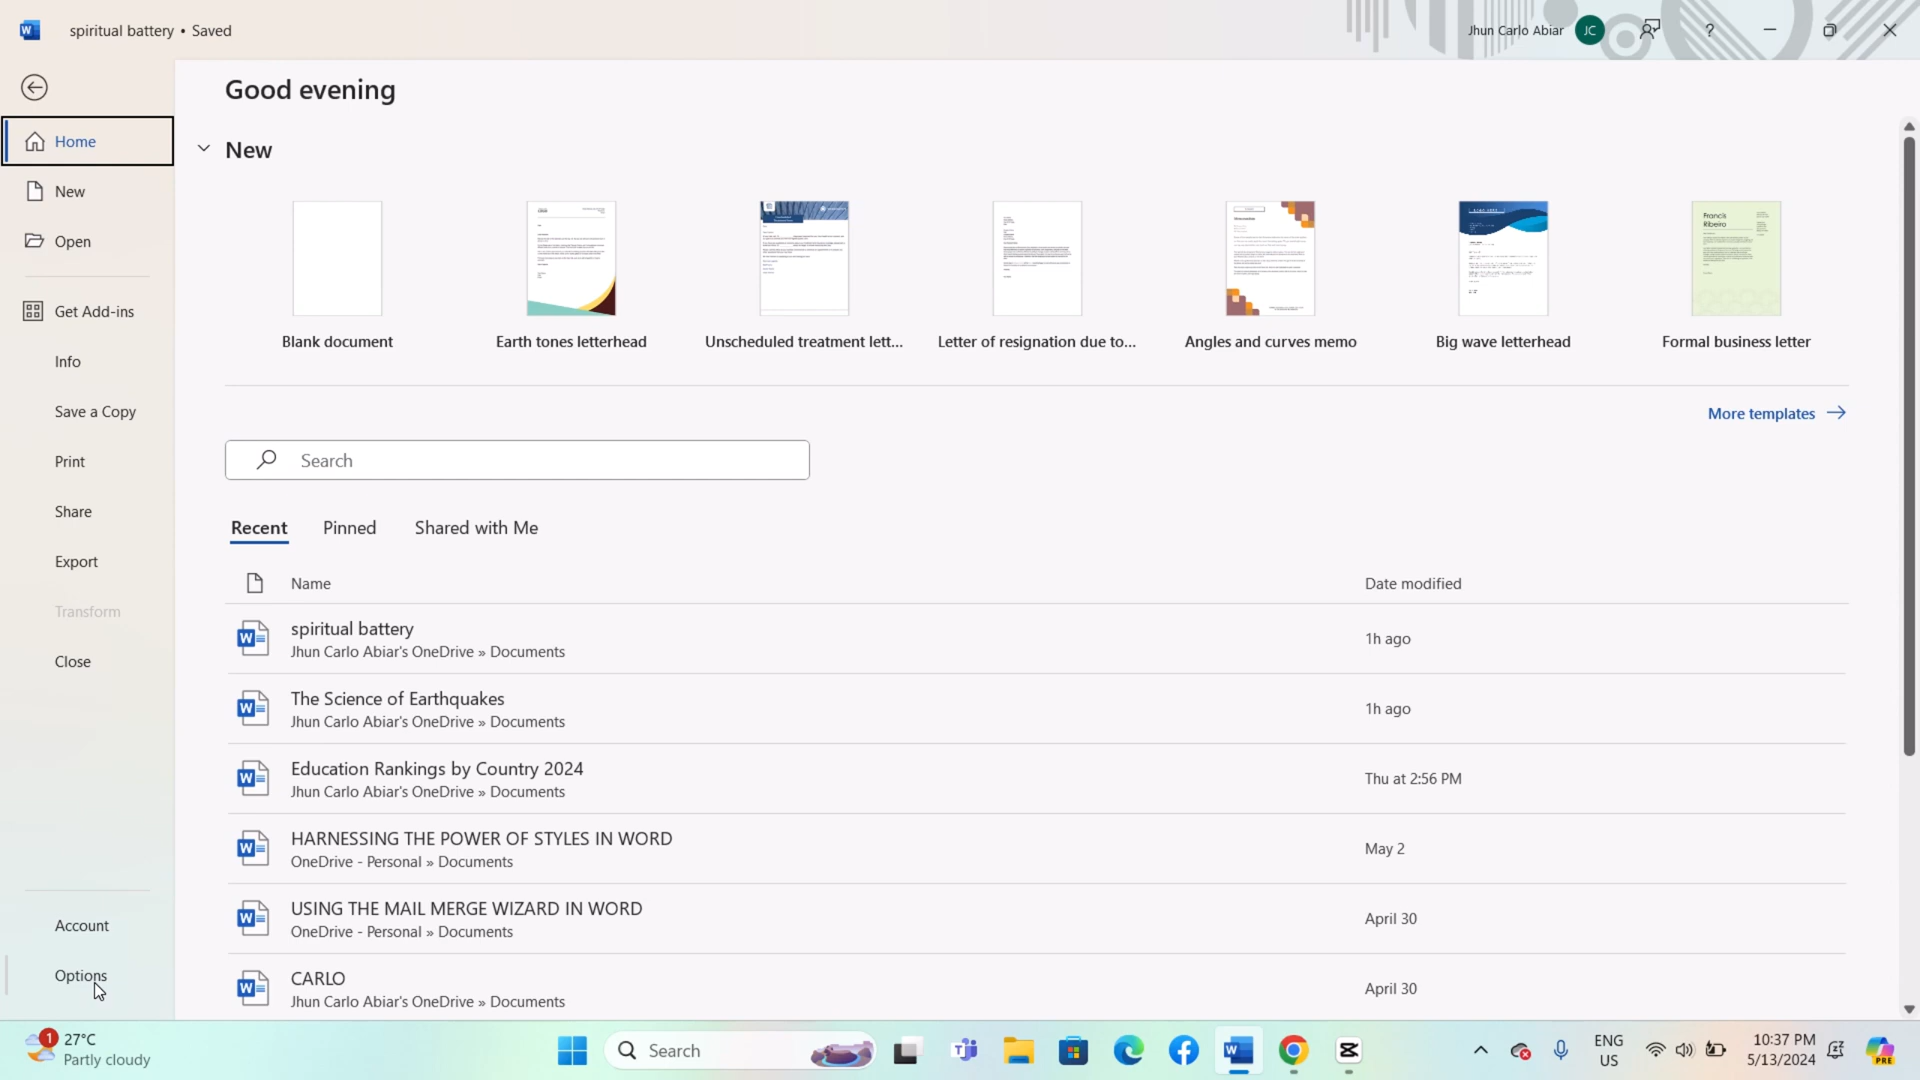 spiritual battery • Saved
Jhun Carlo Abiar
JC
?
Good evening
Home
New
New
Open
Get Add-ins
Info
Save a Copy
Print
Share
Export
Transform
Close
Account
Options
Francis
Ribeiro
Blank document
Earth tones letterhead
Unscheduled treatment lett...
Letter of resignation due to...
Angles and curves memo
Big wave letterhead
Formal business letter
More templates
Search
Recent
Pinned
Shared with Me
Name
Date modified
spiritual battery
Jhun Carlo Abiar's OneDrive » Documents
1h ago
The Science of Earthquakes
Jhun Carlo Abiar's OneDrive » Documents
1h ago
Education Rankings by Country 2024
Jhun Carlo Abiar's OneDrive » Documents
Thu at 2:56 PM
HARNESSING THE POWER OF STYLES IN WORD
OneDrive - Personal » Documents
May 2
USING THE MAIL MERGE WIZARD IN WORD
OneDrive - Personal » Documents
April 30
CARLO
Jhun Carlo Abiar's OneDrive » Documents
April 30
1
27°C
Partly cloudy
Search
ENG
US
10:37 PM
5/13/2024
PRE